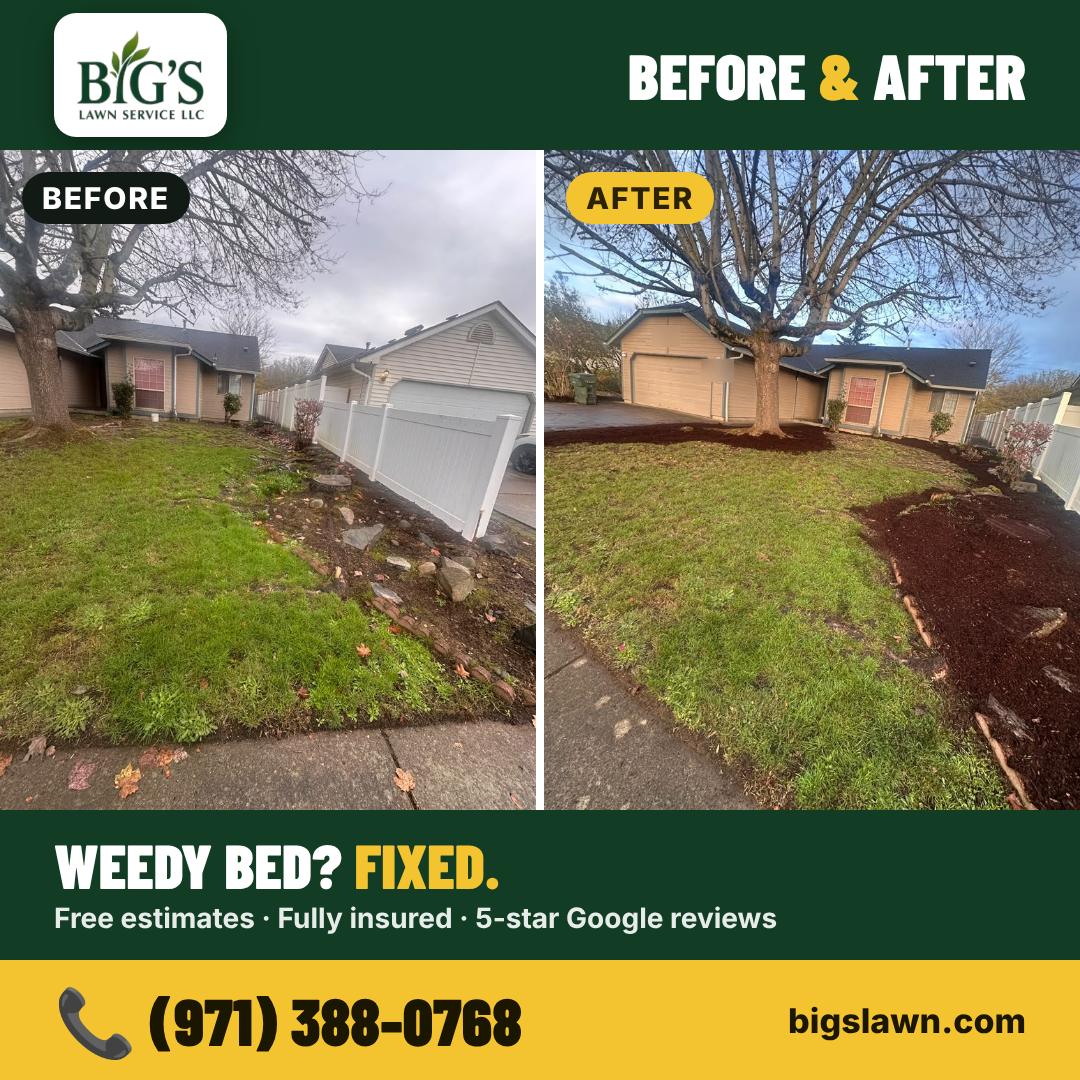 BIG'S
LAWN SERVICE LLC
BEFORE & AFTER
BEFORE
AFTER
WEEDY BED? FIXED.
Free estimates · Fully insured · 5-star Google reviews
(971) 388-0768
bigslawn.com